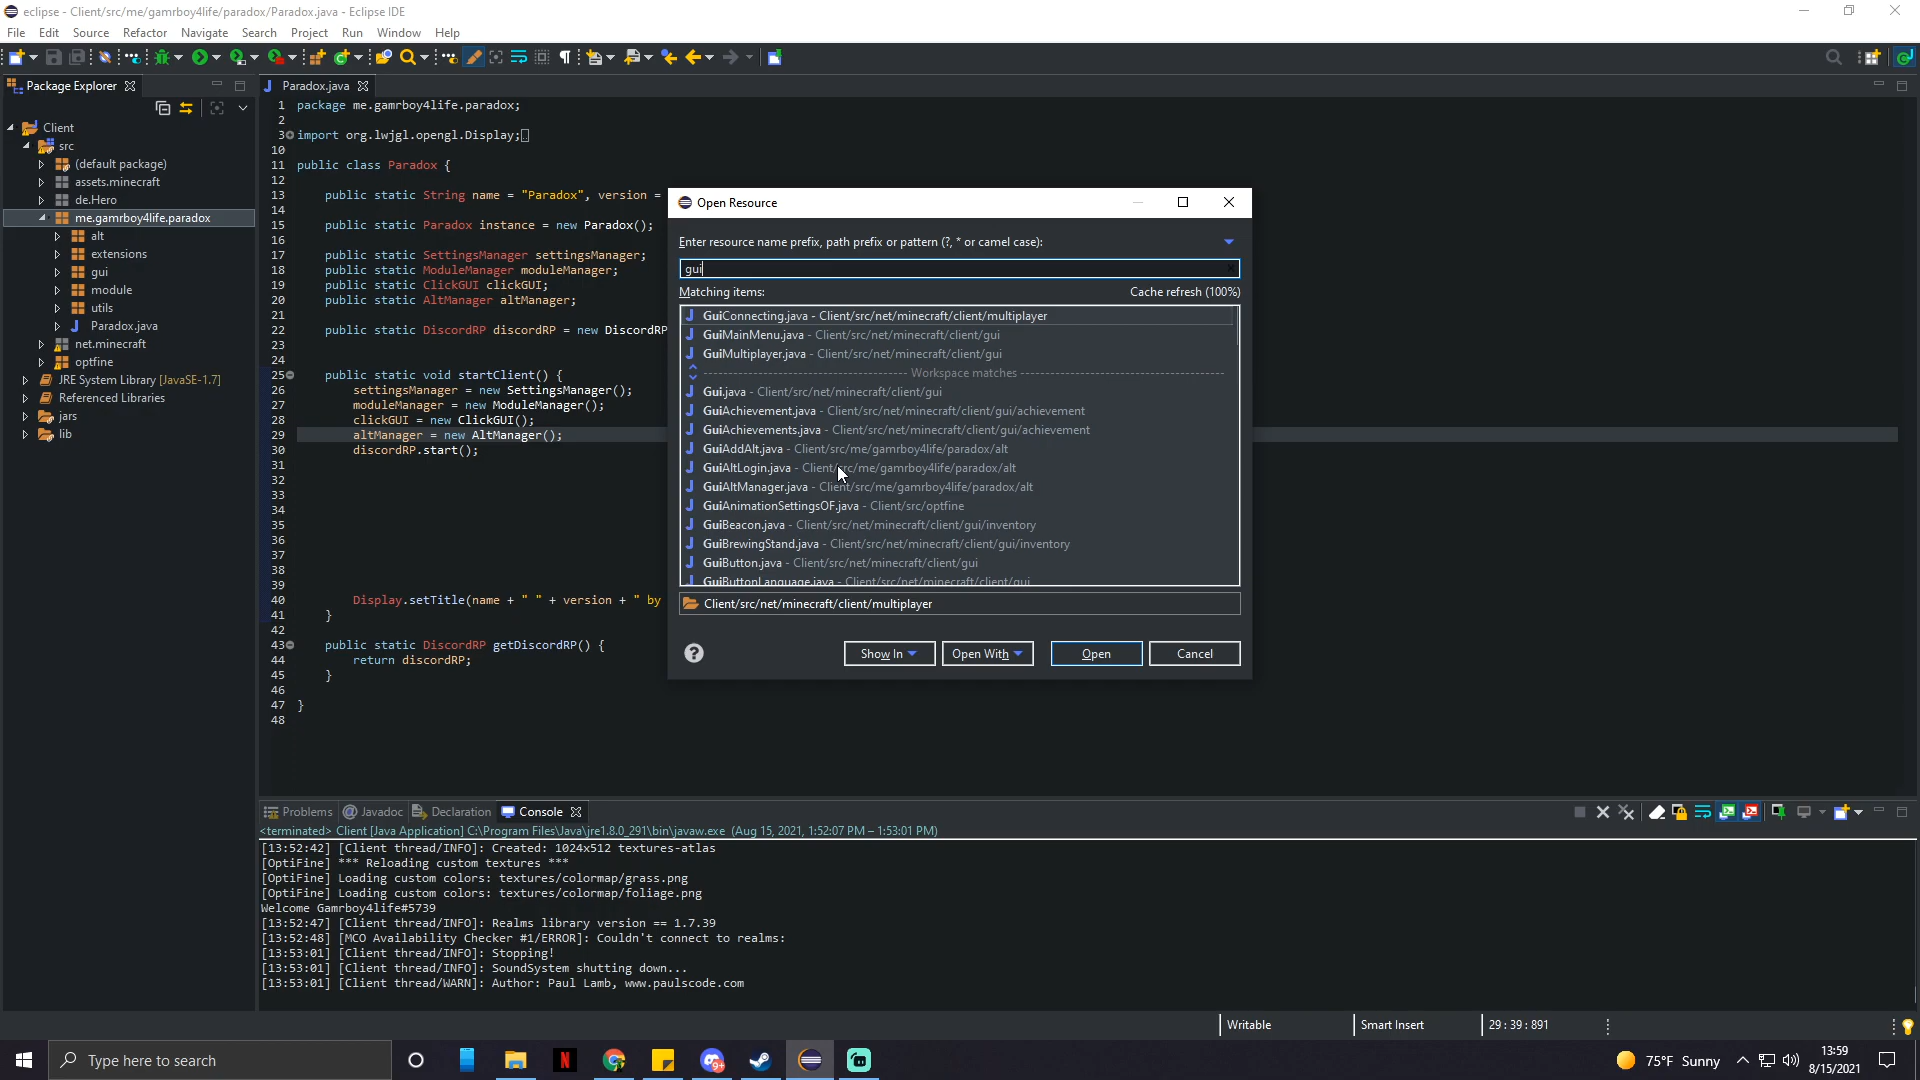 eclipse - Client/src/me/gamrboy4life/paradox/Paradox.java - Eclipse IDE
File Edit Source Refactor Navigate Search Project Run Window Help
Package Explorer
Client
src
(default package)
assets.minecraft
de.Hero
me.gamrboy4life.paradox
alt
extensions
gui
module
utils
Paradox.java
net.minecraft
optfine
JRE System Library [JavaSE-1.7]
Referenced Libraries
jars
lib
Paradox.java
1 package me.gamrboy4life.paradox;
2
3 import org.lwjgl.opengl.Display;
10
11 public class Paradox {
12
13 public static String name = "Paradox", version =
14
15 public static Paradox instance = new Paradox();
16
17 public static SettingsManager settingsManager;
18 public static ModuleManager moduleManager;
19 public static ClickGUI clickGUI;
20 public static AltManager altManager;
21
22 public static DiscordRP discordRP = new DiscordRP
23
24
25 public static void startClient() {
26 settingsManager = new SettingsManager();
27 moduleManager = new ModuleManager();
28 clickGUI = new ClickGUI();
29 altManager = new AltManager();
30 discordRP.start();
31
32
33
34
35
36
37
38
39
40 Display.setTitle(name + " " + version + " by
41 }
42
43 public static DiscordRP getDiscordRP() {
44 return discordRP;
45 }
46
47 }
48
Open Resource
Enter resource name prefix, path prefix or pattern (?, * or camel case):
gui
Matching items: Cache refresh (100%)
GuiConnecting.java - Client/src/net/minecraft/client/multiplayer
GuiMainMenu.java - Client/src/net/minecraft/client/gui
GuiMultiplayer.java - Client/src/net/minecraft/client/gui
Workspace matches
Gui.java - Client/src/net/minecraft/client/gui
GuiAchievement.java - Client/src/net/minecraft/client/gui/achievement
GuiAchievements.java - Client/src/net/minecraft/client/gui/achievement
GuiAddAlt.java - Client/src/me/gamrboy4life/paradox/alt
GuiAltLogin.java - Client/src/me/gamrboy4life/paradox/alt
GuiAltManager.java - Client/src/me/gamrboy4life/paradox/alt
GuiAnimationSettingsOF.java - Client/src/optfine
GuiBeacon.java - Client/src/net/minecraft/client/gui/inventory
GuiBrewingStand.java - Client/src/net/minecraft/client/gui/inventory
GuiButton.java - Client/src/net/minecraft/client/gui
GuiButtonLanguage.java - Client/src/net/minecraft/client/gui
Client/src/net/minecraft/client/multiplayer
Show In Open With Open Cancel
Problems Javadoc Declaration Console
<terminated> Client [Java Application] C:\Program Files\Java\jre1.8.0_291\bin\javaw.exe (Aug 15, 2021, 1:52:07 PM – 1:53:01 PM)
[13:52:42] [Client thread/INFO]: Created: 1024x512 textures-atlas
[OptiFine] *** Reloading custom textures ***
[OptiFine] Loading custom colors: textures/colormap/grass.png
[OptiFine] Loading custom colors: textures/colormap/foliage.png
Welcome Gamrboy4life#5739
[13:52:47] [Client thread/INFO]: Realms library version == 1.7.39
[13:52:48] [MCO Availability Checker #1/ERROR]: Couldn't connect to realms:
[13:53:01] [Client thread/INFO]: Stopping!
[13:53:01] [Client thread/INFO]: SoundSystem shutting down...
[13:53:01] [Client thread/WARN]: Author: Paul Lamb, www.paulscode.com
Writable Smart Insert 29 : 39 : 891
Type here to search
75°F Sunny
13:59
8/15/2021